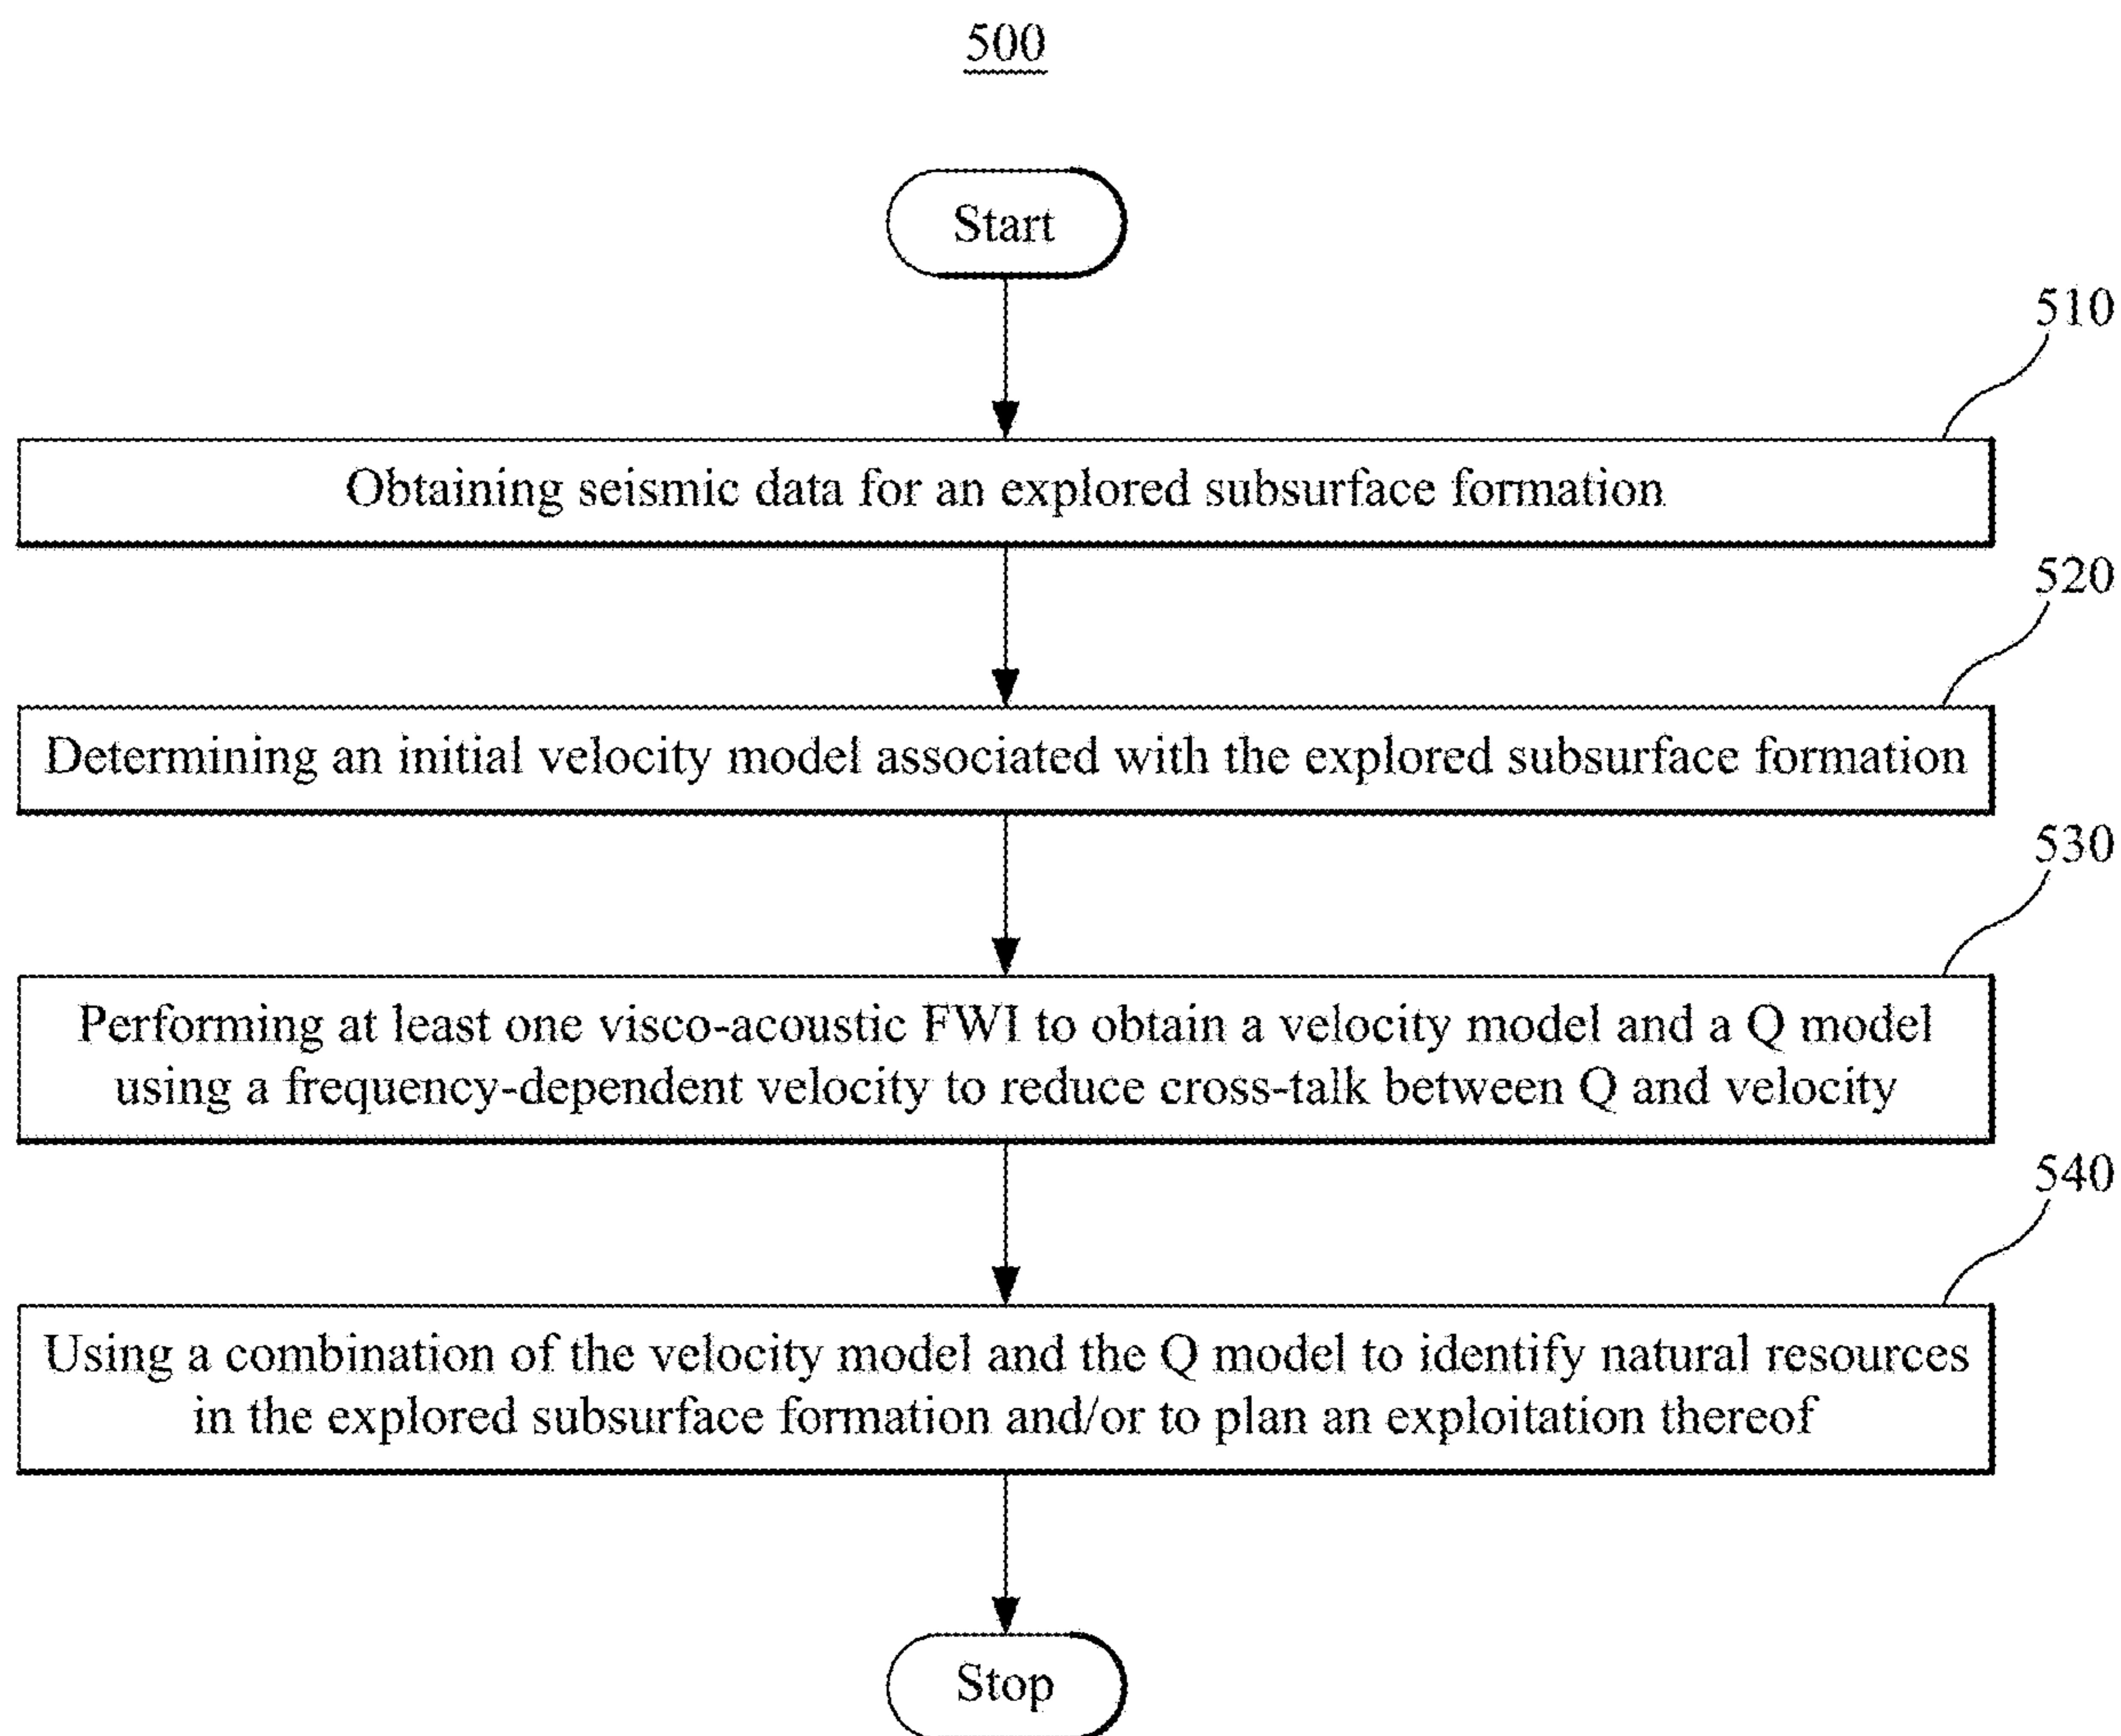 500
Start
510
Obtaining seismic data for an explored subsurface formation
520
Determining an initial velocity model associated with the explored subsurface formation
530
Performing at least one visco-acoustic FWI to obtain a velocity model and a Q model
using a frequency-dependent velocity to reduce cross-talk between Q and velocity
540
Using a combination of the velocity model and the Q model to identify natural resources
in the explored subsurface formation and/or to plan an exploitation thereof
Stop